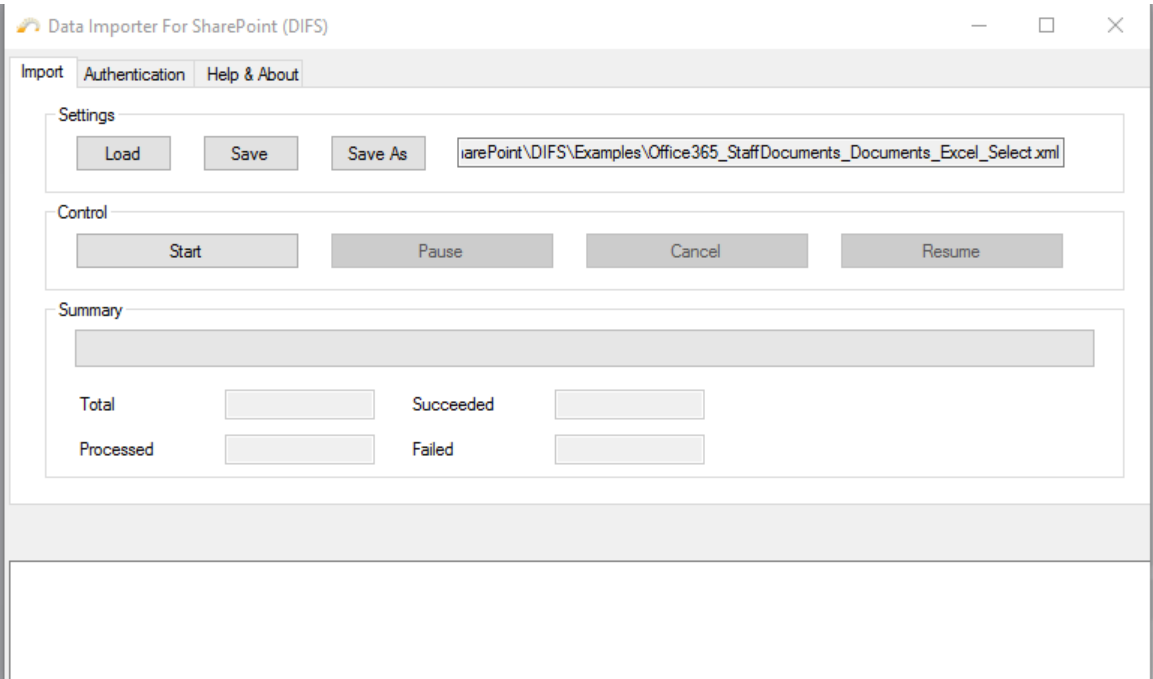 Data Importer For SharePoint (DIFS)
Import Authentication Help & About
Settings
Load Save Save As arePoint\DIFS\Examples\Office365_StaffDocuments_Documents_Excel_Select.xml
Control
Start Pause Cancel Resume
Summary
Total Succeeded
Processed Failed